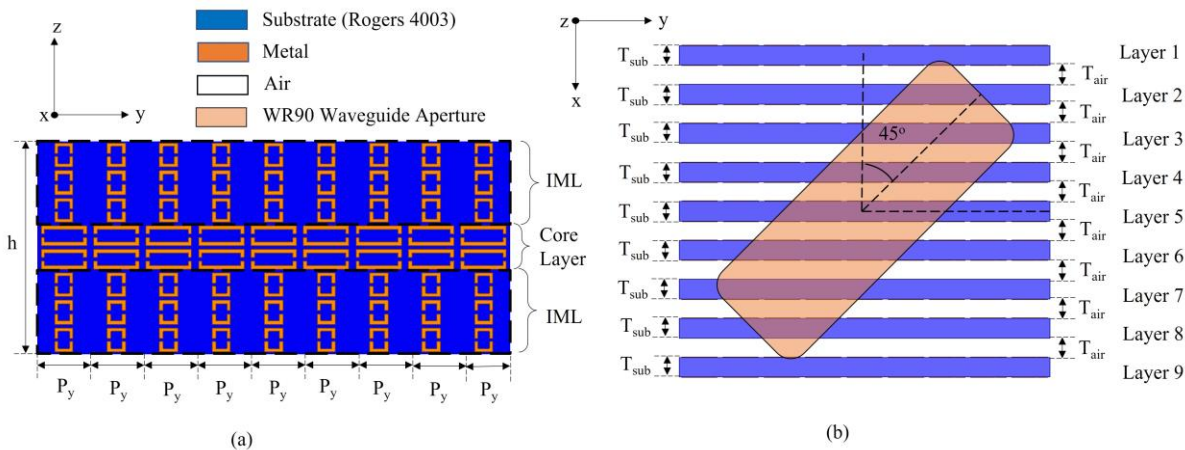 z
x
y
Substrate (Rogers 4003)
Metal
Air
WR90 Waveguide Aperture
h
IML
Core
Layer
IML
Py Py Py Py Py Py Py Py Py
(a)
z
y
x
Tsub
Layer 1
Tair
Tsub
Layer 2
Tair
Tsub
45o
Layer 3
Tair
Tsub
Layer 4
Tair
Tsub
Layer 5
Tair
Tsub
Layer 6
Tair
Tsub
Layer 7
Tair
Tsub
Layer 8
Tair
Tsub
Layer 9
(b)